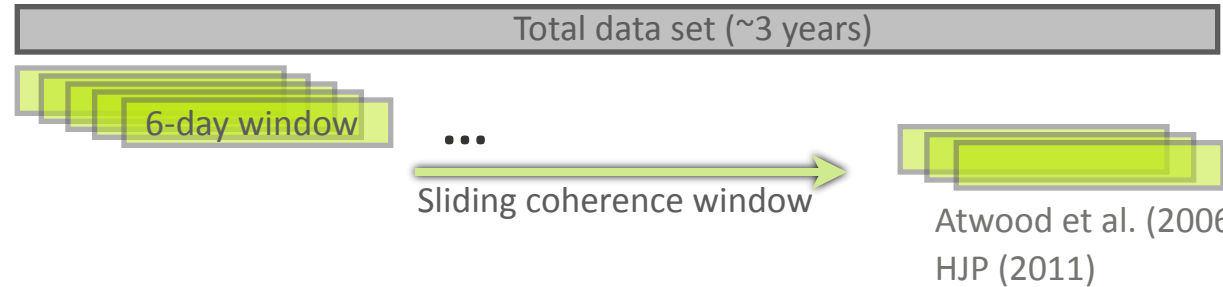 Total data set (~3 years)
6-day window
...
Sliding coherence window
Atwood et al. (2006
HJP (2011)